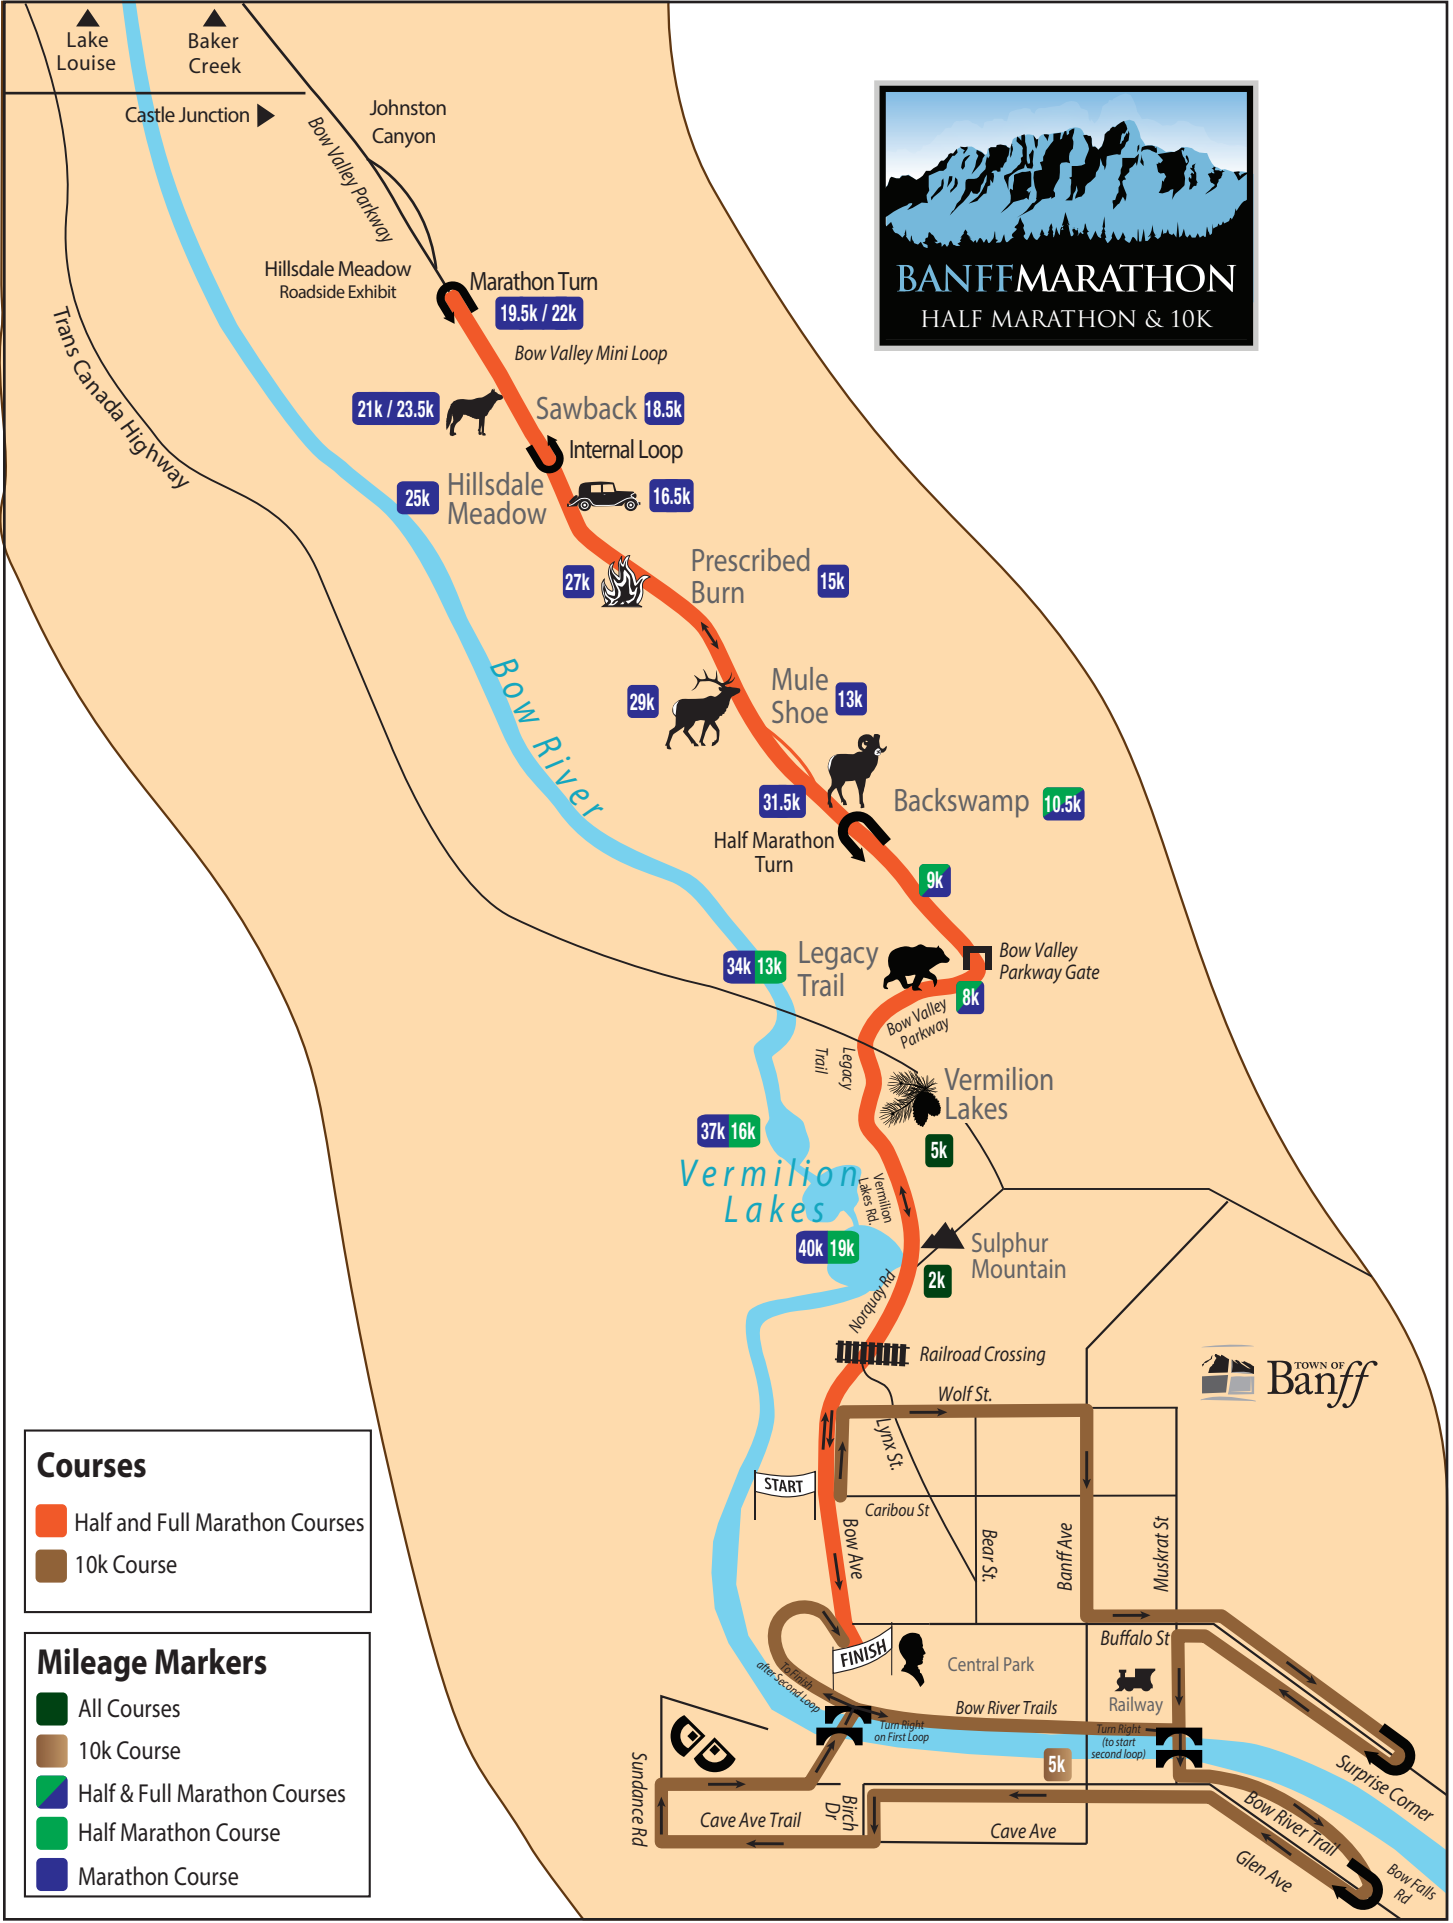 Lake
Louise
Baker
Creek
Castle Junction
Johnston
Canyon
Bow Valley Parkway
BANFFMARATHON
HALF MARATHON & 10K
Hillsdale Meadow
Roadside Exhibit
Marathon Turn
19.5k / 22k
Trans Canada Highway
Bow Valley Mini Loop
21k / 23.5k
Sawback
18.5k
Internal Loop
25k
Hillsdale
Meadow
16.5k
27k
Prescribed
Burn
15k
Bow River
29k
Mule
Shoe
13k
31.5k
Backswamp
10.5k
Half Marathon
Turn
9k
34k
13k
Legacy
Trail
Bow Valley
Parkway Gate
8k
Bow Valley
Parkway
Legacy
Trail
Vermilion
Lakes
37k
16k
5k
Vermilion
Lakes
Vermilion
Lakes Rd.
40k
19k
Sulphur
Mountain
2k
Norquay Rd
Railroad Crossing
TOWN OF
Banff
Wolf St.
Lynx St.
START
Caribou St
Bow Ave
Bear St.
Banff Ave
Muskrat St
Buffalo St
FINISH
Central Park
Railway
To Finish
after Second Loop
Bow River Trails
Turn Right
on First Loop
Turn Right
(to start
second loop)
5k
Surprise Corner
Sundance Rd
Cave Ave Trail
Birch
Dr
Cave Ave
Bow River Trail
Glen Ave
Bow Falls
Rd
Courses
Half and Full Marathon Courses
10k Course
Mileage Markers
All Courses
10k Course
Half & Full Marathon Courses
Half Marathon Course
Marathon Course